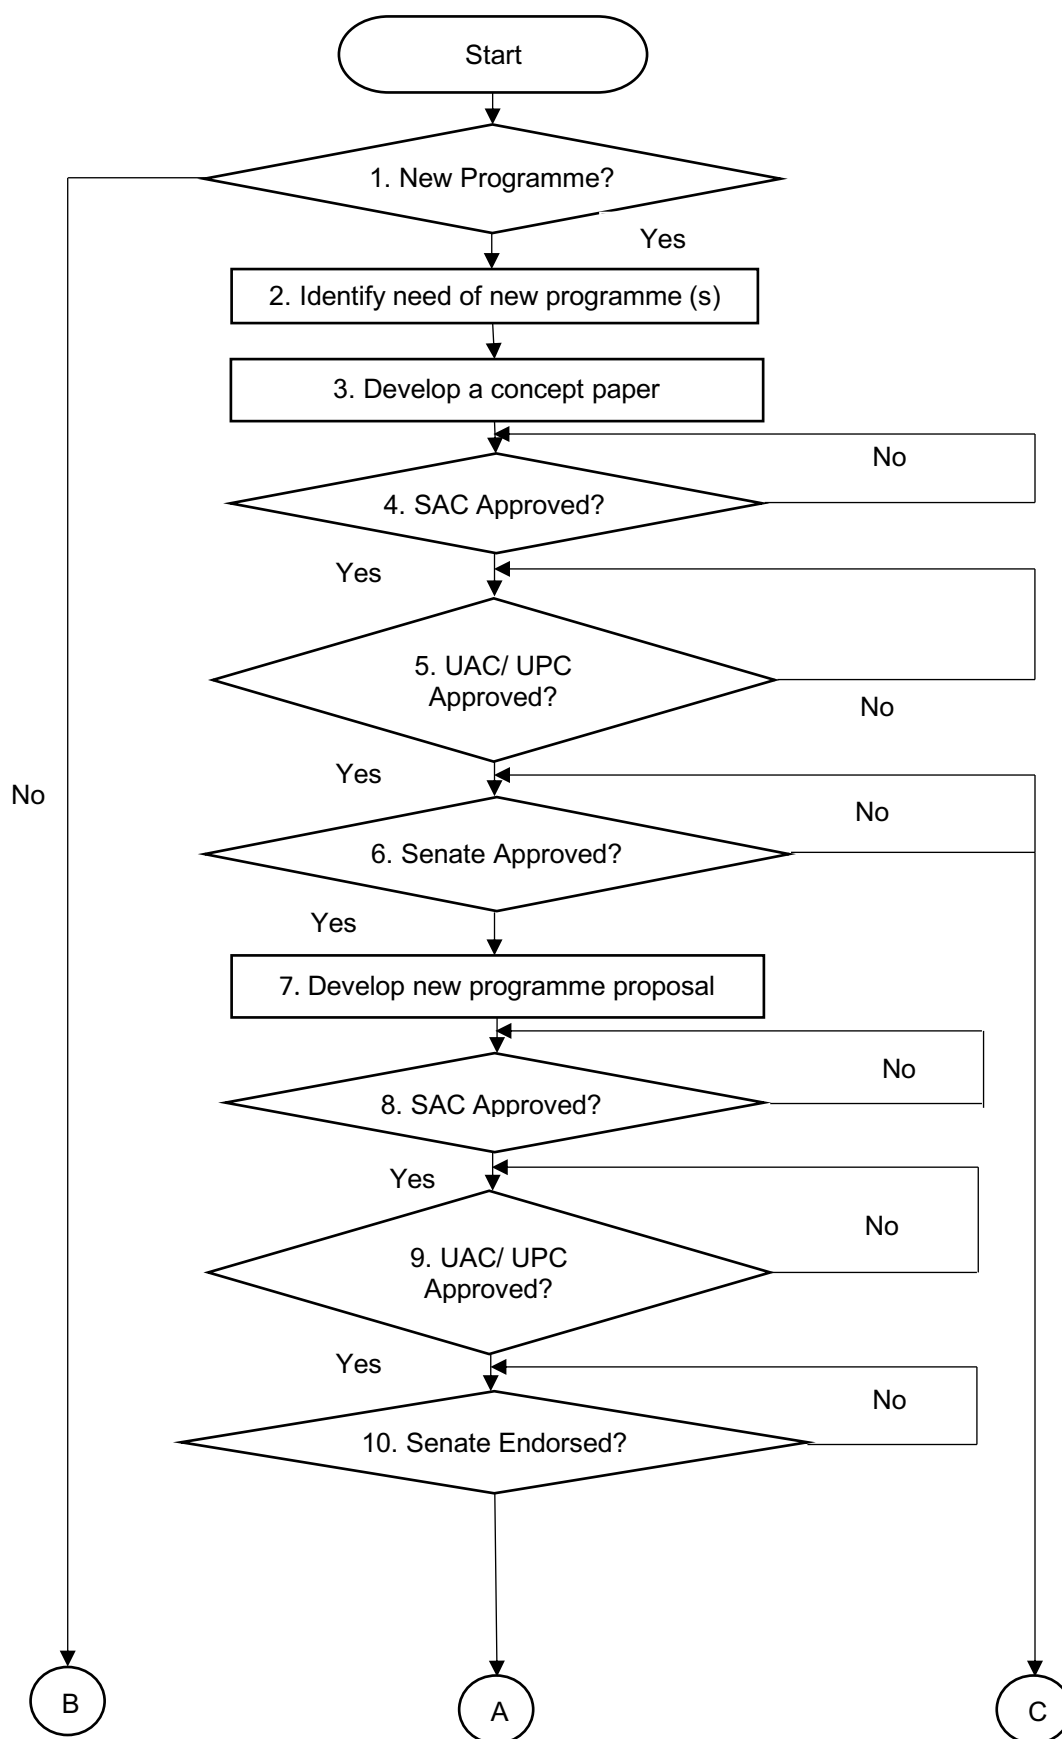 Start
1. New Programme?
Yes
2. Identify need of new programme (s)
3. Develop a concept paper
No
4. SAC Approved?
Yes
5. UAC/ UPC
Approved?
No
Yes
No
No
6. Senate Approved?
Yes
7. Develop new programme proposal
No
8. SAC Approved?
Yes
No
9. UAC/ UPC
Approved?
Yes
No
10. Senate Endorsed?
B
A
C